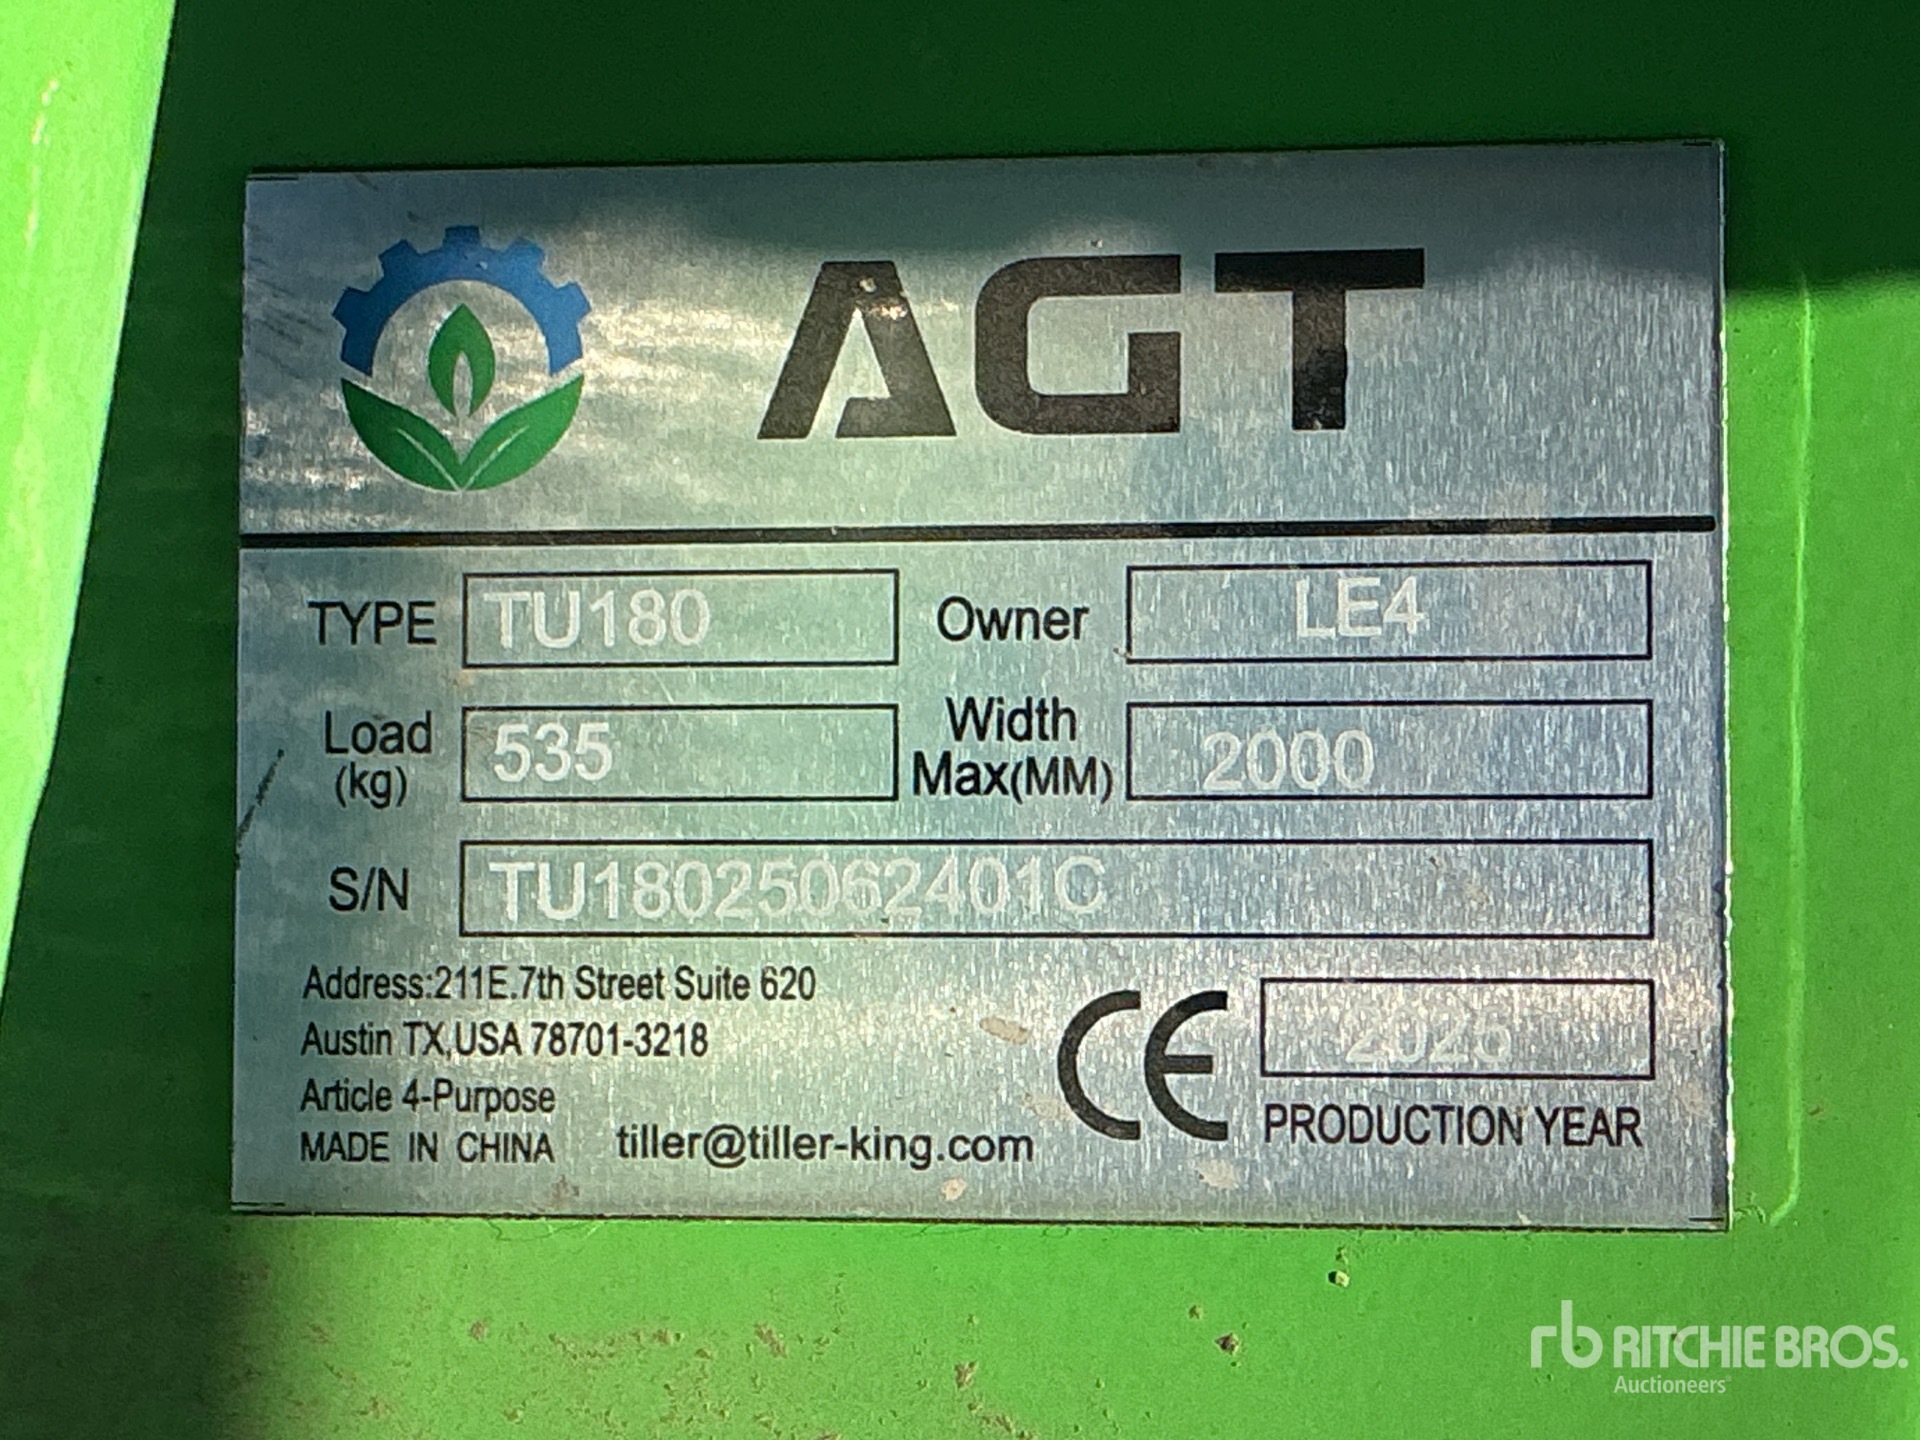 AGT
TYPE TU180 Owner LE4
Load (kg) 535 Width Max(MM) 2000
S/N TU18025062401C
Address:211E.7th Street Suite 620
Austin TX,USA 78701-3218
Article 4-Purpose
MADE IN CHINA tiller@tiller-king.com
CE 2025
PRODUCTION YEAR
rb RITCHIE BROS.
Auctioneers